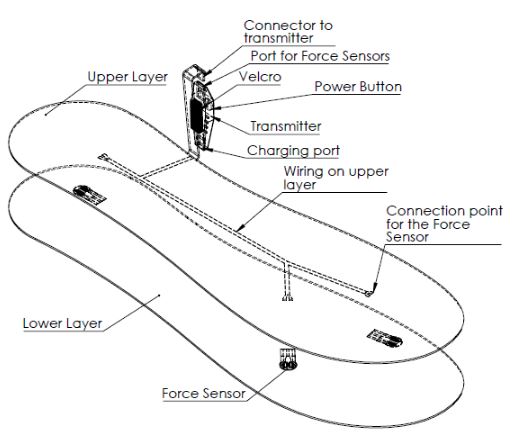 Connector to
transmitter
Port for Force Sensors
Upper Layer
Velcro
Power Button
Transmitter
Charging port
Wiring on upper
layer
Connection point
for the Force
Sensor
Lower Layer
Force Sensor